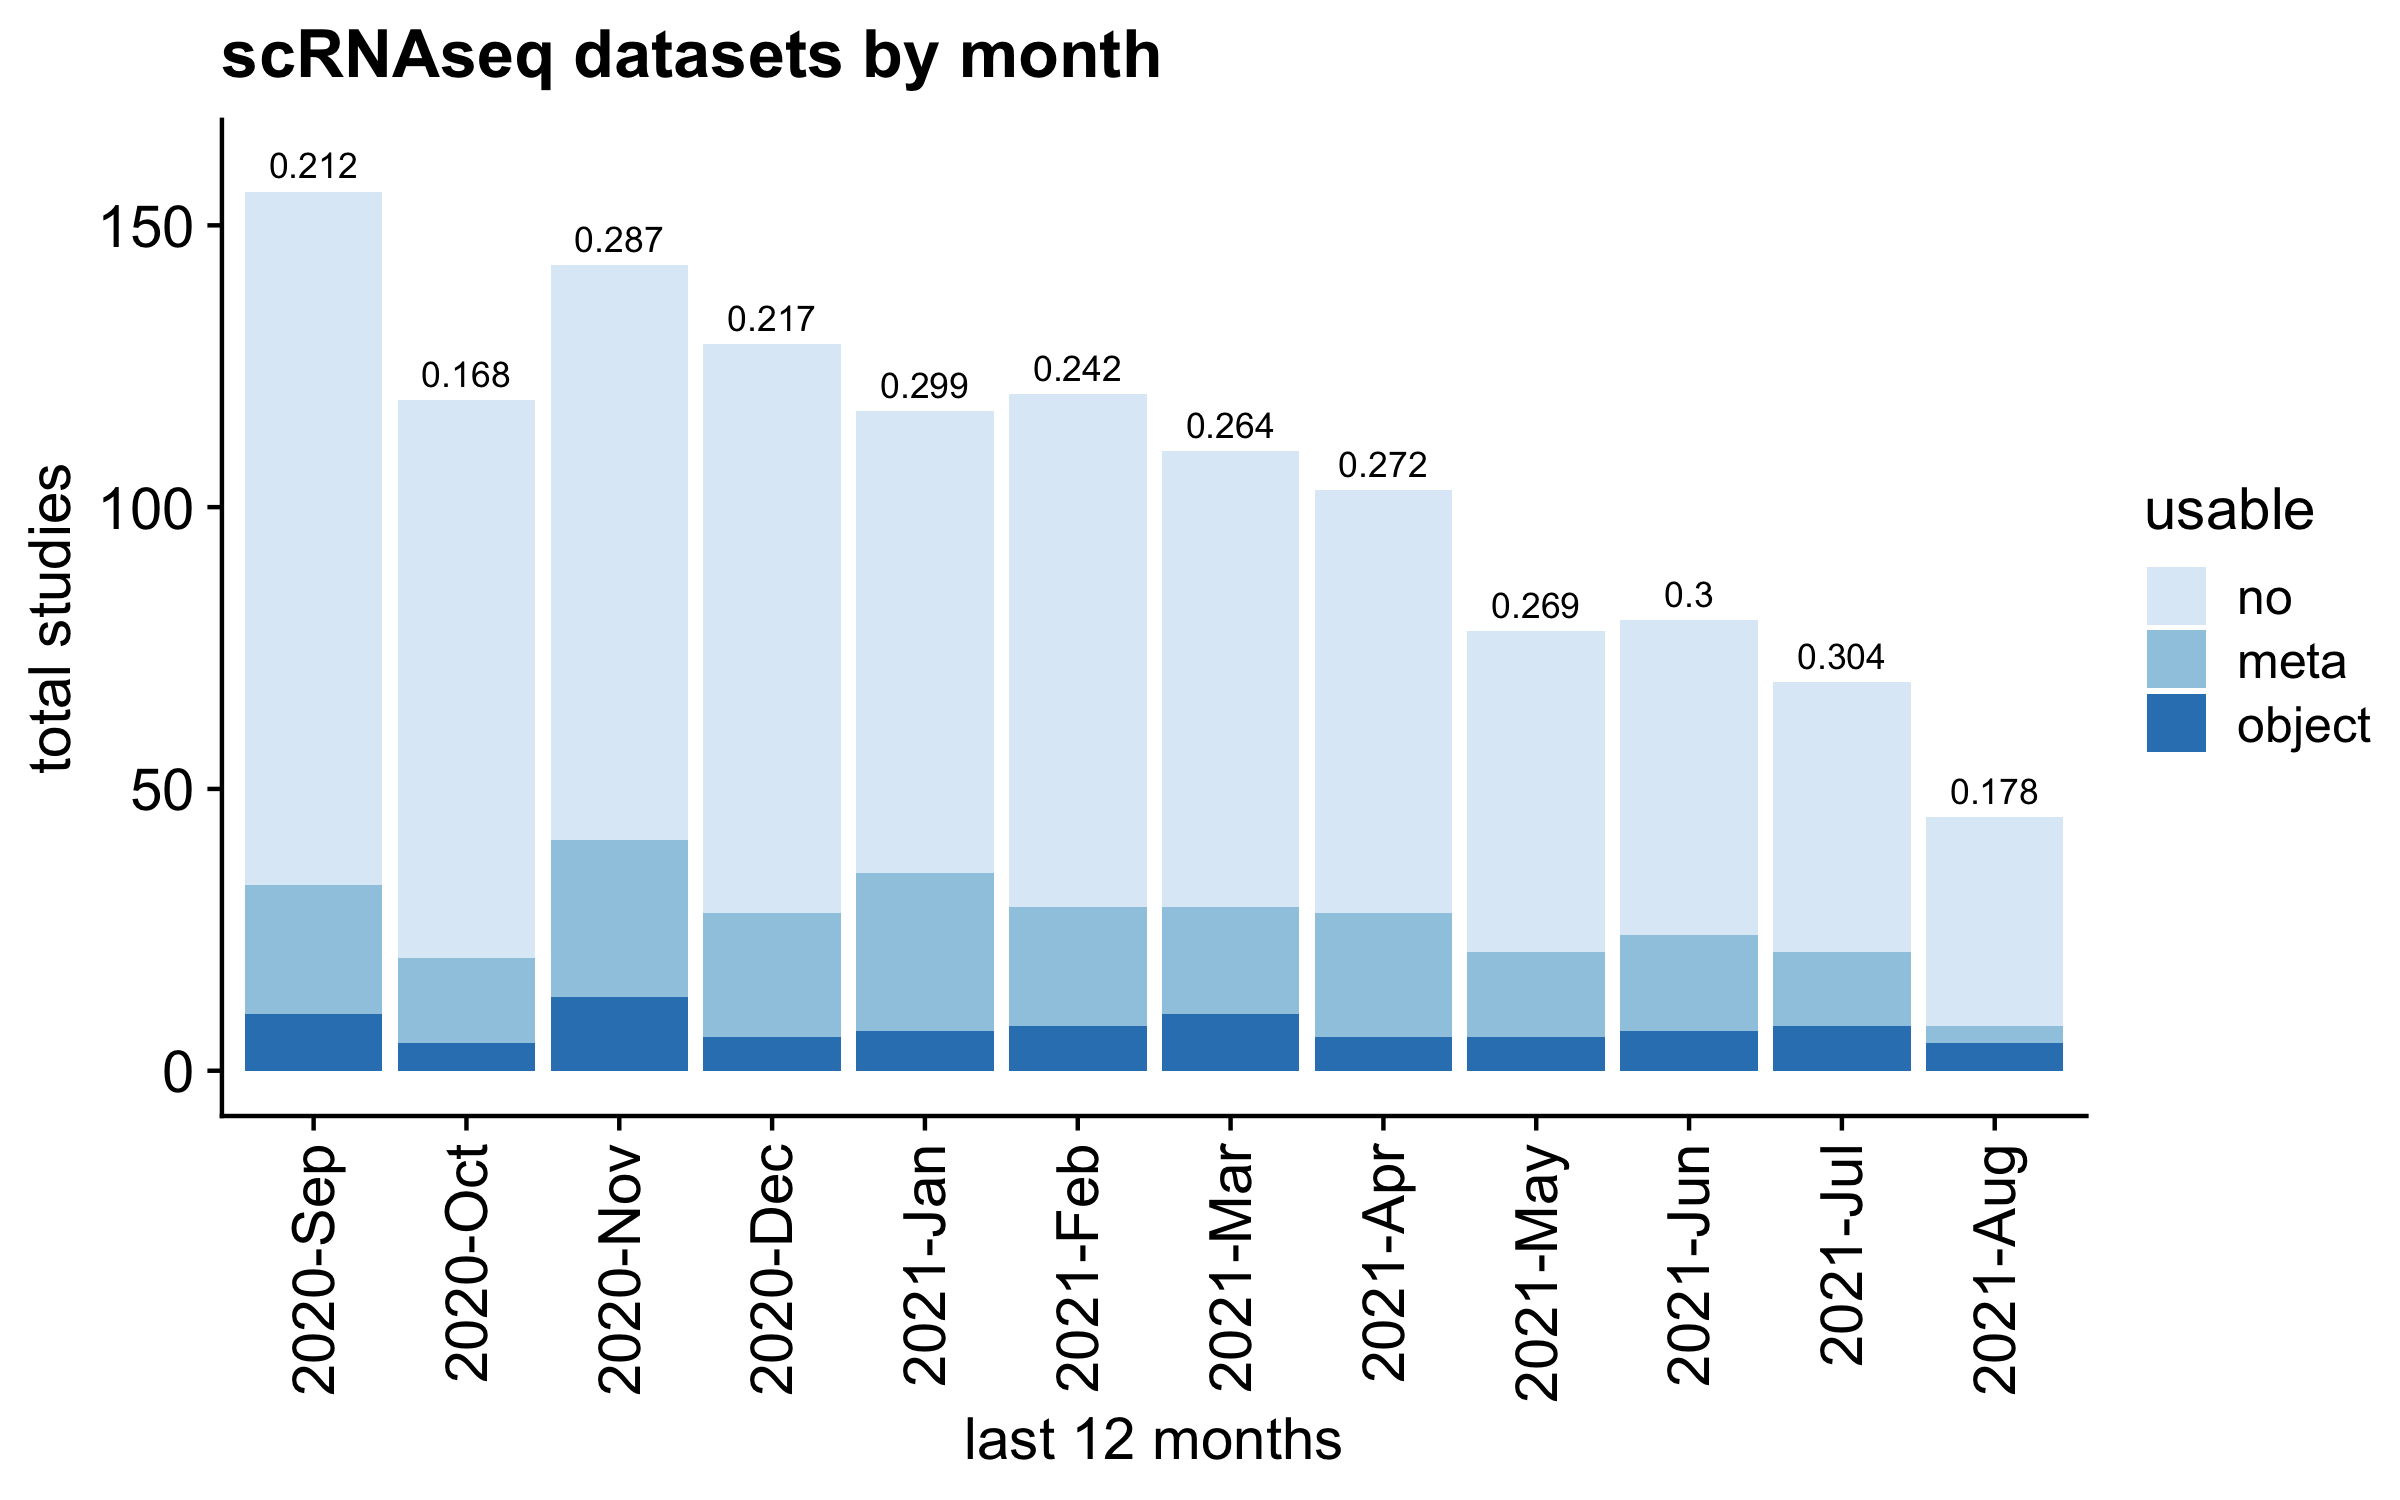 scRNAseq datasets by month
total studies
150
100
50
0
0.212
0.168
0.287
0.217
0.299
0.242
0.264
0.272
0.269
0.3
0.304
0.178
2020-Sep
2020-Oct
2020-Nov
2020-Dec
2021-Jan
2021-Feb
2021-Mar
2021-Apr
2021-May
2021-Jun
2021-Jul
2021-Aug
last 12 months
usable
no
meta
object